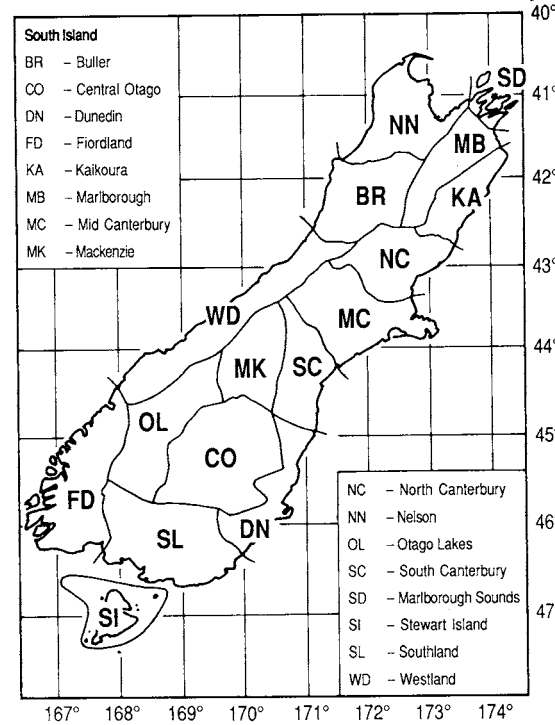 40°
South Island
BR – Buller
CO – Central Otago
DN – Dunedin
FD – Fiordland
KA – Kaikoura
MB – Marlborough
MC – Mid Canterbury
MK – Mackenzie
SD
41°
NN
MB
42°
BR
KA
NC
43°
WD
MC
44°
MK
SC
OL
45°
CO
FD
46°
SL
DN
NC – North Canterbury
NN – Nelson
OL – Otago Lakes
SC – South Canterbury
SD – Marlborough Sounds
SI – Stewart Island
SL – Southland
WD – Westland
47
SI
167° 168° 169° 170° 171° 172° 173° 174°